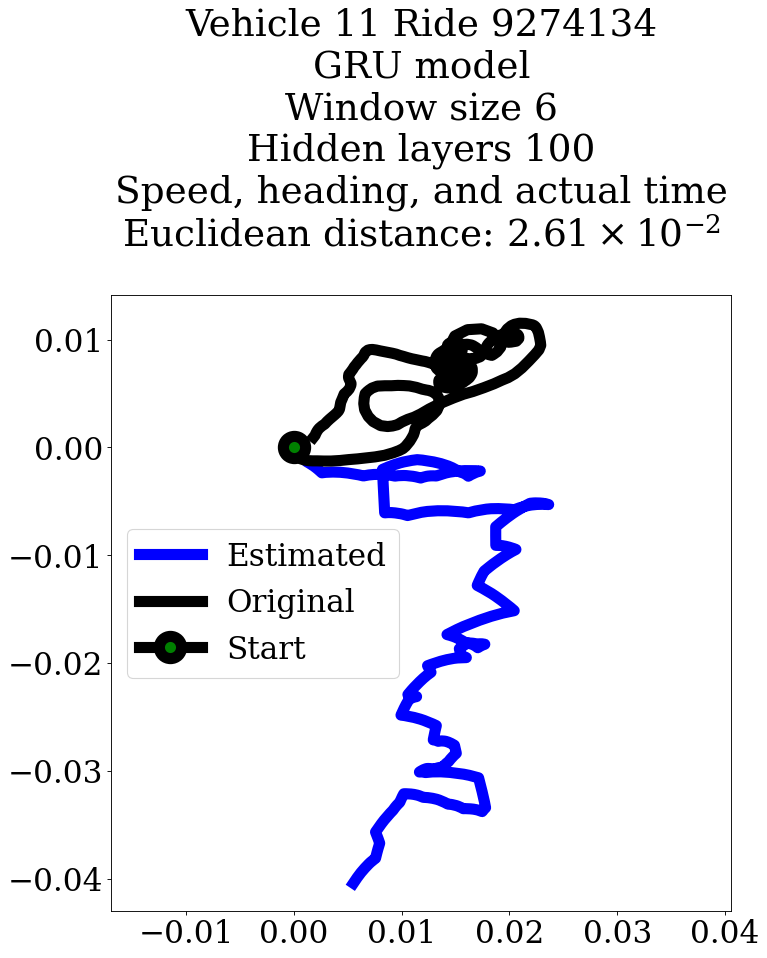 Vehicle 11 Ride 9274134
GRU model
Window size 6
Hidden layers 100
Speed, heading, and actual time
Euclidean distance: 2.61 × 10⁻²
0.01
0.00
−0.01
−0.02
−0.03
−0.04
Estimated
Original
Start
−0.01 0.00 0.01 0.02 0.03 0.04